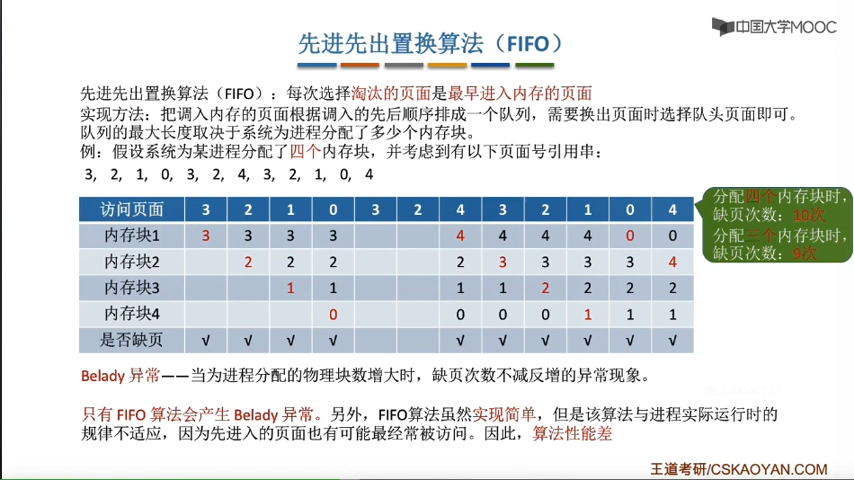 中国大学MOOC
先进先出置换算法（FIFO）
先进先出置换算法（FIFO）：每次选择淘汰的页面是最早进入内存的页面
实现方法：把调入内存的页面根据调入的先后顺序排成一个队列，需要换出页面时选择队头页面即可。
队列的最大长度取决于系统为进程分配了多少个内存块。
例：假设系统为某进程分配了四个内存块，并考虑到有以下页面号引用串：
3, 2, 1, 0, 3, 2, 4, 3, 2, 1, 0, 4
访问页面 3 2 1 0 3 2 4 3 2 1 0 4
内存块1 3 3 3 3 4 4 4 4 0 0
内存块2 2 2 2 2 3 3 3 3 4
内存块3 1 1 1 1 2 2 2 2
内存块4 0 0 0 0 1 1 1
是否缺页 √ √ √ √ √ √ √ √ √ √
分配四个内存块时，
缺页次数：10次
分配三个内存块时，
缺页次数：9次
Belady 异常——当为进程分配的物理块数增大时，缺页次数不减反增的异常现象。
只有 FIFO 算法会产生 Belady 异常。另外，FIFO算法虽然实现简单，但是该算法与进程实际运行时的
规律不适应，因为先进入的页面也有可能最经常被访问。因此，算法性能差
王道考研/CSKAOYAN.COM